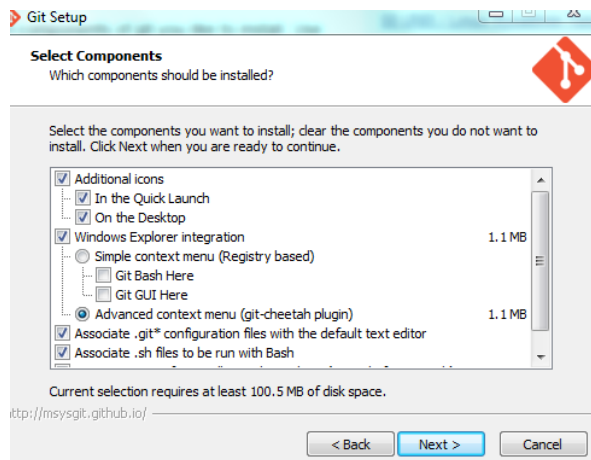 Git Setup
Select Components
Which components should be installed?
Select the components you want to install; clear the components you do not want to
install. Click Next when you are ready to continue.
Additional icons
In the Quick Launch
On the Desktop
Windows Explorer integration 1.1 MB
Simple context menu (Registry based)
Git Bash Here
Git GUI Here
Advanced context menu (git-cheetah plugin) 1.1 MB
Associate .git* configuration files with the default text editor
Associate .sh files to be run with Bash
Current selection requires at least 100.5 MB of disk space.
http://msysgit.github.io/
< Back Next > Cancel